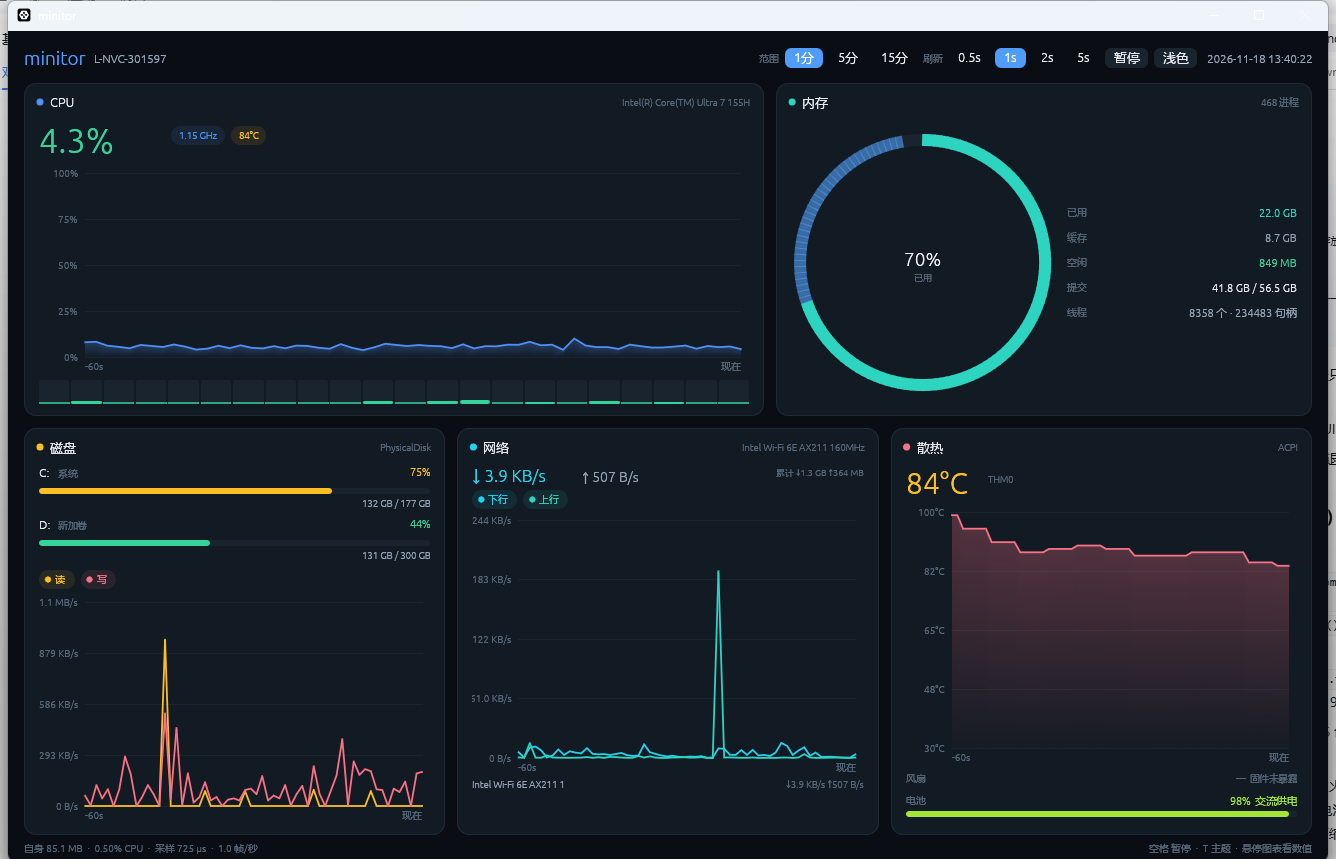 minitor
minitor L-NVC-301597 范围 1分 5分 15分 刷新 0.5s 1s 2s 5s 暂停 浅色 2026-11-18 13:40:22
CPU Intel(R) Core(TM) Ultra 7 155H
4.3% 1.15 GHz 84°C
100%
75%
50%
25%
0%
-60s 现在
内存 468 进程
70%
已用
已用 22.0 GB
缓存 8.7 GB
空闲 849 MB
提交 41.8 GB / 56.5 GB
线程 8358 个 · 234483 句柄
磁盘 PhysicalDisk
C: 系统 75%
132 GB / 177 GB
D: 新加卷 44%
131 GB / 300 GB
读 写
1.1 MB/s
879 KB/s
586 KB/s
293 KB/s
0 B/s
-60s 现在
网络 Intel Wi-Fi 6E AX211 160MHz
↓ 3.9 KB/s ↑ 507 B/s 累计 ↓1.3 GB ↑364 MB
下行 上行
244 KB/s
183 KB/s
122 KB/s
61.0 KB/s
0 B/s
-60s 现在
Intel Wi-Fi 6E AX211 1 ↓3.9 KB/s ↑507 B/s
散热 ACPI
84°C THM0
100°C
82°C
65°C
48°C
30°C
-60s 现在
风扇 — 固件未暴露
电池 98% 交流供电
自身 85.1 MB · 0.50% CPU · 采样 725 µs · 1.0 帧/秒 空格 暂停 · T 主题 · 悬停图表看数值